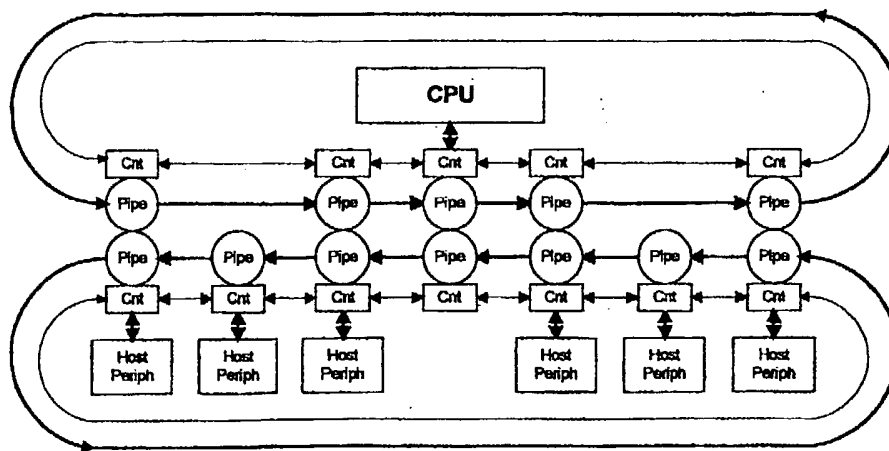 CPU
Cnt Cnt Cnt Cnt Cnt
Pipe Pipe Pipe Pipe Pipe
Pipe Pipe Pipe Pipe Pipe Pipe Pipe
Cnt Cnt Cnt Cnt Cnt Cnt Cnt
Host Host Host Host Host Host
Periph Periph Periph Periph Periph Periph